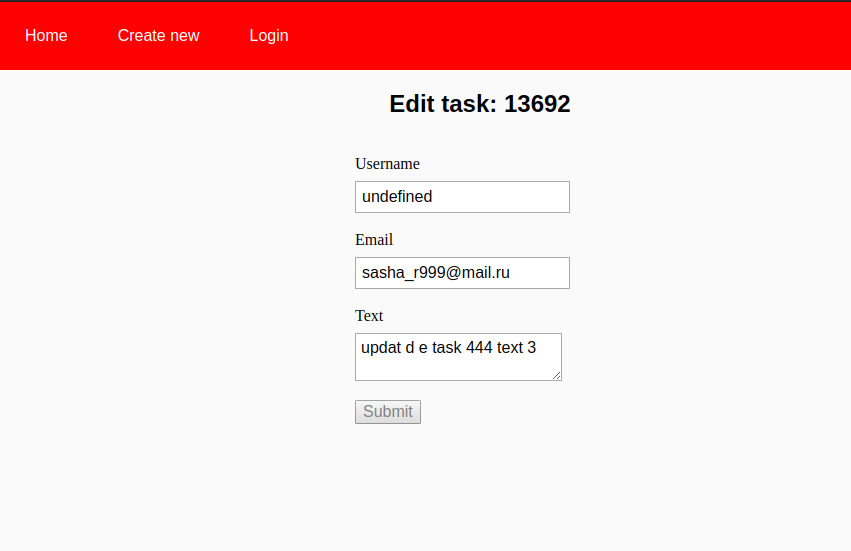 Home Create new Login
Edit task: 13692
Username
undefined
Email
sasha_r999@mail.ru
Text
updat d e task 444 text 3
Submit